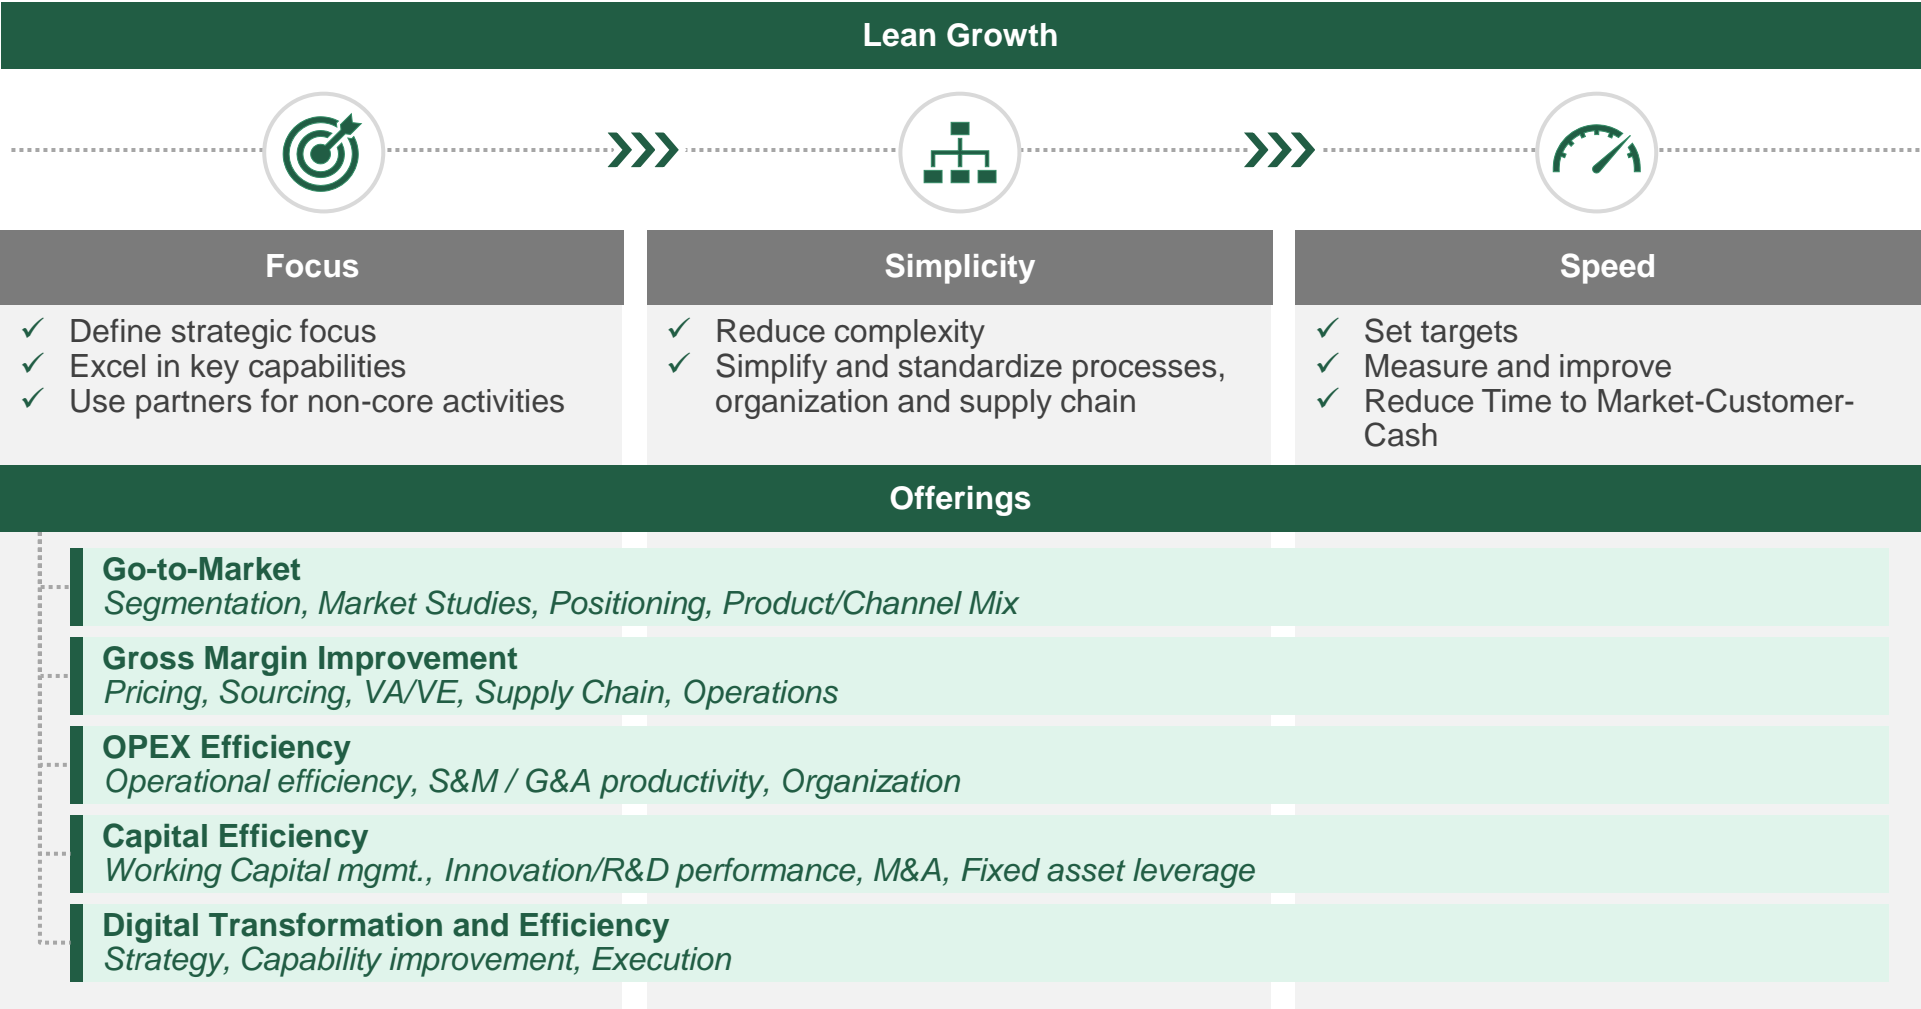 Lean Growth
Focus
Define strategic focus
Excel in key capabilities
Use partners for non-core activities
Simplicity
Reduce complexity
Simplify and standardize processes,
organization and supply chain
Speed
Set targets
Measure and improve
Reduce Time to Market-Customer-
Cash
Offerings
Go-to-Market
Segmentation, Market Studies, Positioning, Product/Channel Mix
Gross Margin Improvement
Pricing, Sourcing, VA/VE, Supply Chain, Operations
OPEX Efficiency
Operational efficiency, S&M / G&A productivity, Organization
Capital Efficiency
Working Capital mgmt., Innovation/R&D performance, M&A, Fixed asset leverage
Digital Transformation and Efficiency
Strategy, Capability improvement, Execution